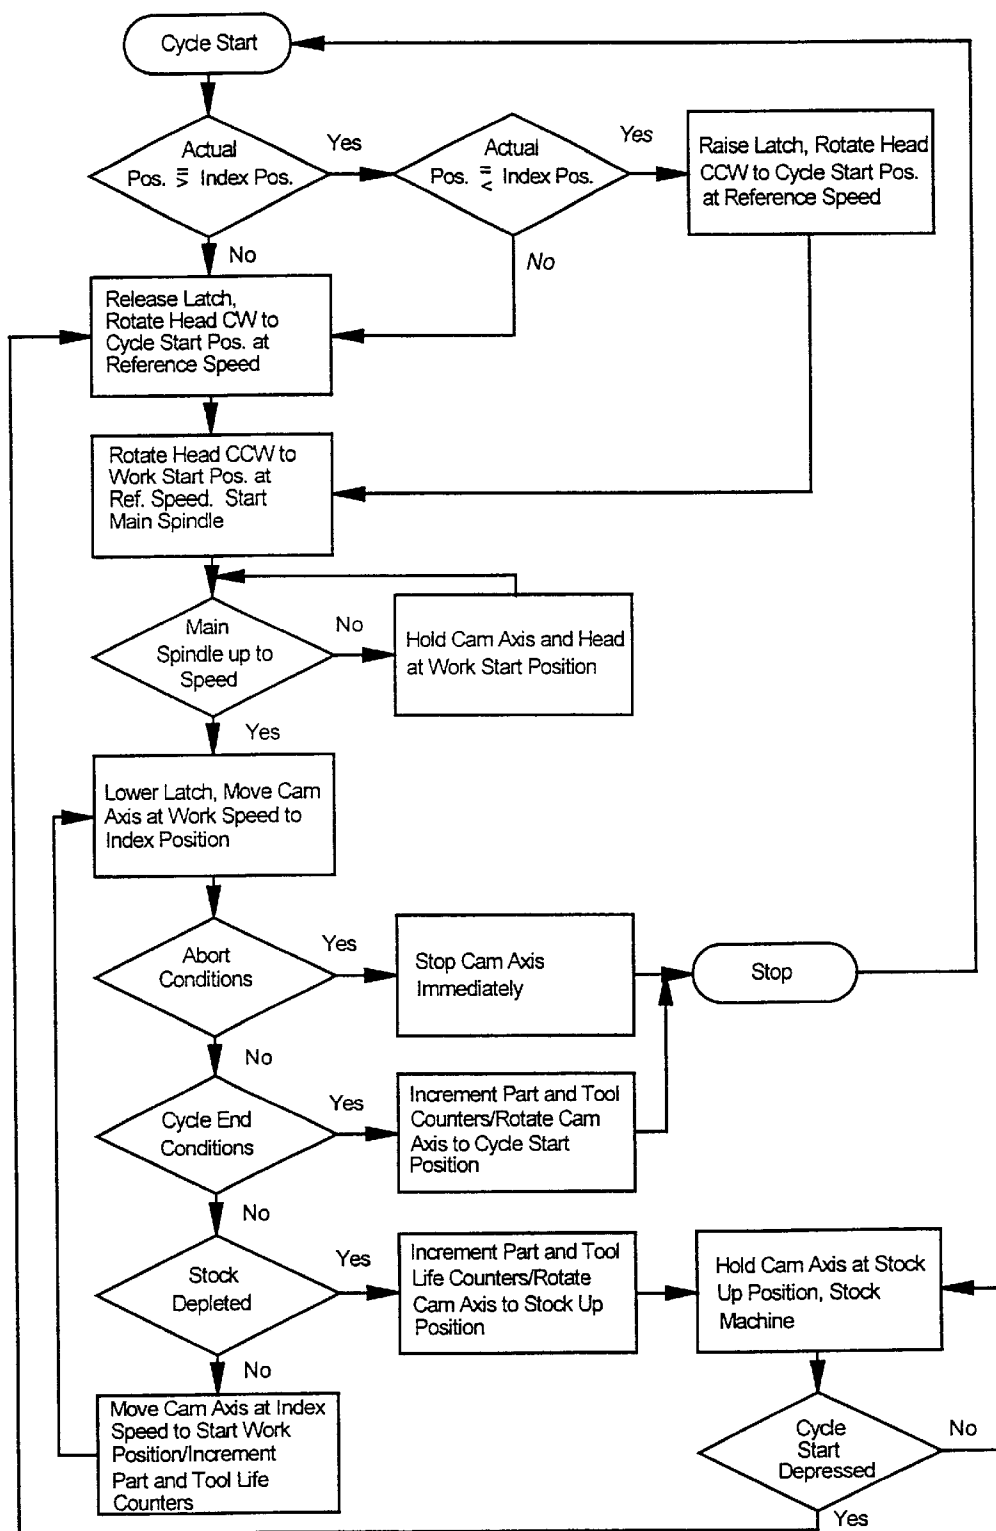 Cycle Start
Actual
Pos. => Index Pos.
Yes
Actual
Pos. =< Index Pos.
Yes
Raise Latch, Rotate Head
CCW to Cycle Start Pos.
at Reference Speed
No
No
Release Latch,
Rotate Head CW to
Cycle Start Pos. at
Reference Speed
Rotate Head CCW to
Work Start Pos. at
Ref. Speed. Start
Main Spindle
Main
Spindle up to
Speed
No
Hold Cam Axis and Head
at Work Start Position
Yes
Lower Latch, Move Cam
Axis at Work Speed to
Index Position
Abort
Conditions
Yes
Stop Cam Axis
Immediately
Stop
No
Cycle End
Conditions
Yes
Increment Part and Tool
Counters/Rotate Cam
Axis to Cycle Start
Position
No
Stock
Depleted
Yes
Increment Part and Tool
Life Counters/Rotate
Cam Axis to Stock Up
Position
Hold Cam Axis at Stock
Up Position, Stock
Machine
No
Move Cam Axis at Index
Speed to Start Work
Position/Increment
Part and Tool Life
Counters
Cycle
Start
Depressed
No
Yes